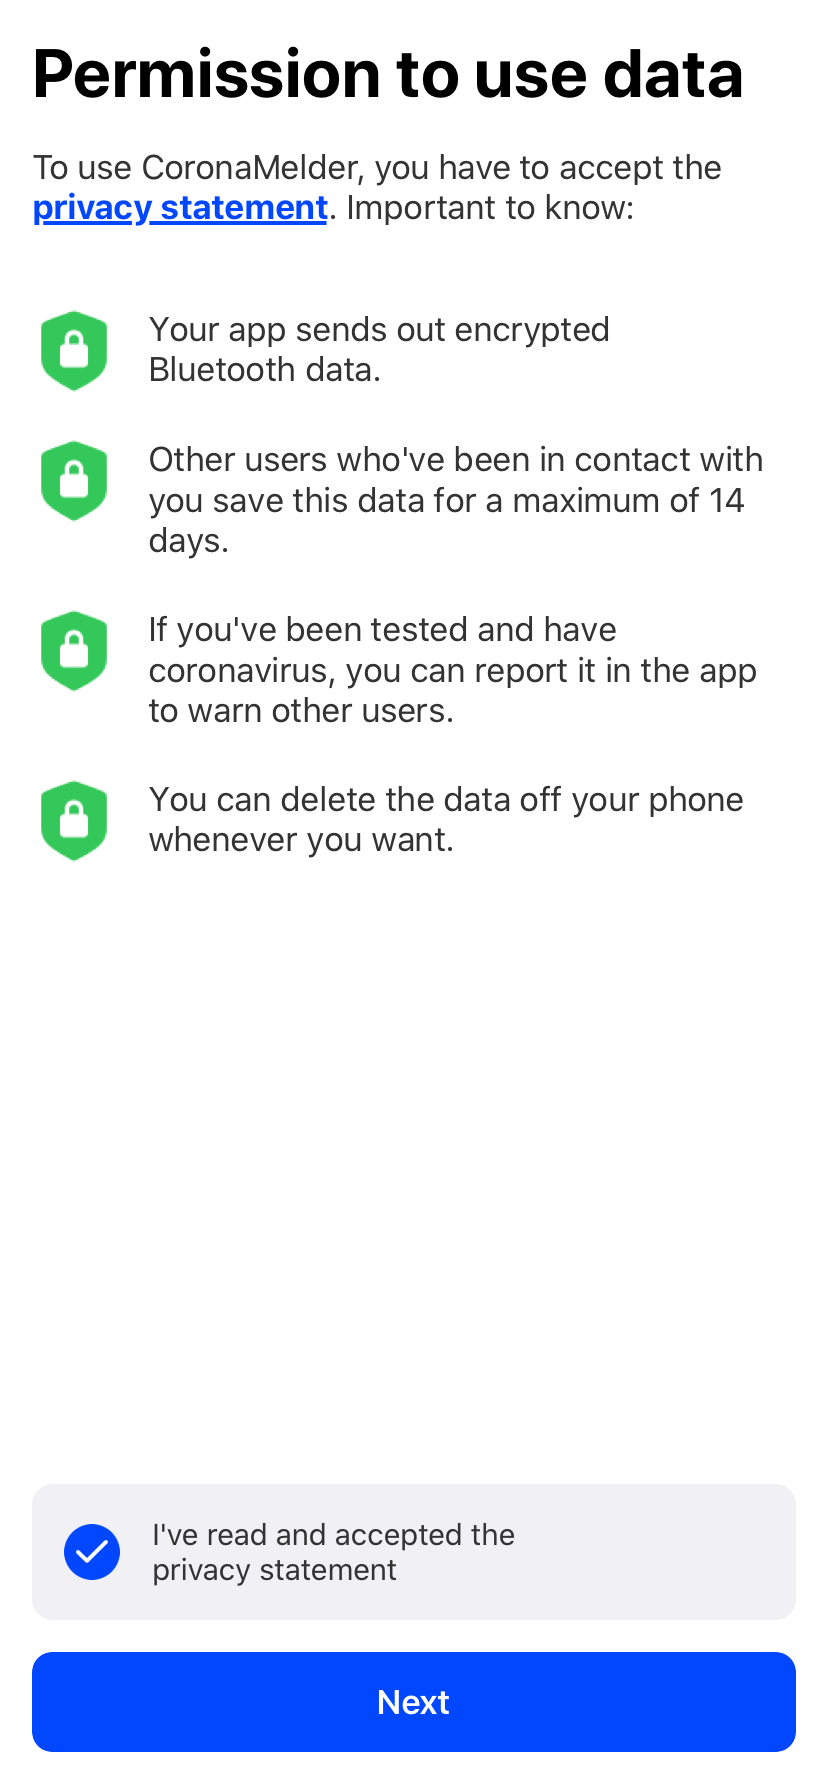 Permission to use data
To use CoronaMelder, you have to accept the
privacy statement. Important to know:
Your app sends out encrypted
Bluetooth data.
Other users who've been in contact with
you save this data for a maximum of 14
days.
If you've been tested and have
coronavirus, you can report it in the app
to warn other users.
You can delete the data off your phone
whenever you want.
I've read and accepted the
privacy statement
Next